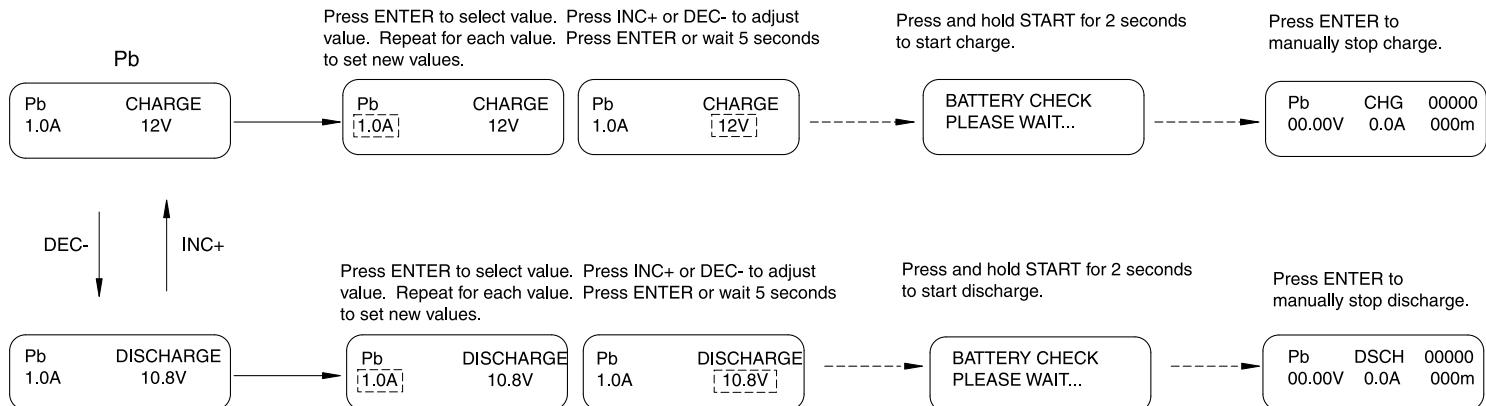 Press ENTER to select value. Press INC+ or DEC- to adjust
value. Repeat for each value. Press ENTER or wait 5 seconds
to set new values.
Press and hold START for 2 seconds
to start charge.
Press ENTER to
manually stop charge.
Pb
Pb CHARGE
1.0A 12V
Pb CHARGE
1.0A 12V
Pb CHARGE
1.0A 12V
BATTERY CHECK
PLEASE WAIT...
Pb CHG 00000
00.00V 0.0A 000m
DEC- INC+
Press ENTER to select value. Press INC+ or DEC- to adjust
value. Repeat for each value. Press ENTER or wait 5 seconds
to set new values.
Press and hold START for 2 seconds
to start discharge.
Press ENTER to
manually stop discharge.
Pb DISCHARGE
1.0A 10.8V
Pb DISCHARGE
1.0A 10.8V
Pb DISCHARGE
1.0A 10.8V
BATTERY CHECK
PLEASE WAIT...
Pb DSCH 00000
00.00V 0.0A 000m